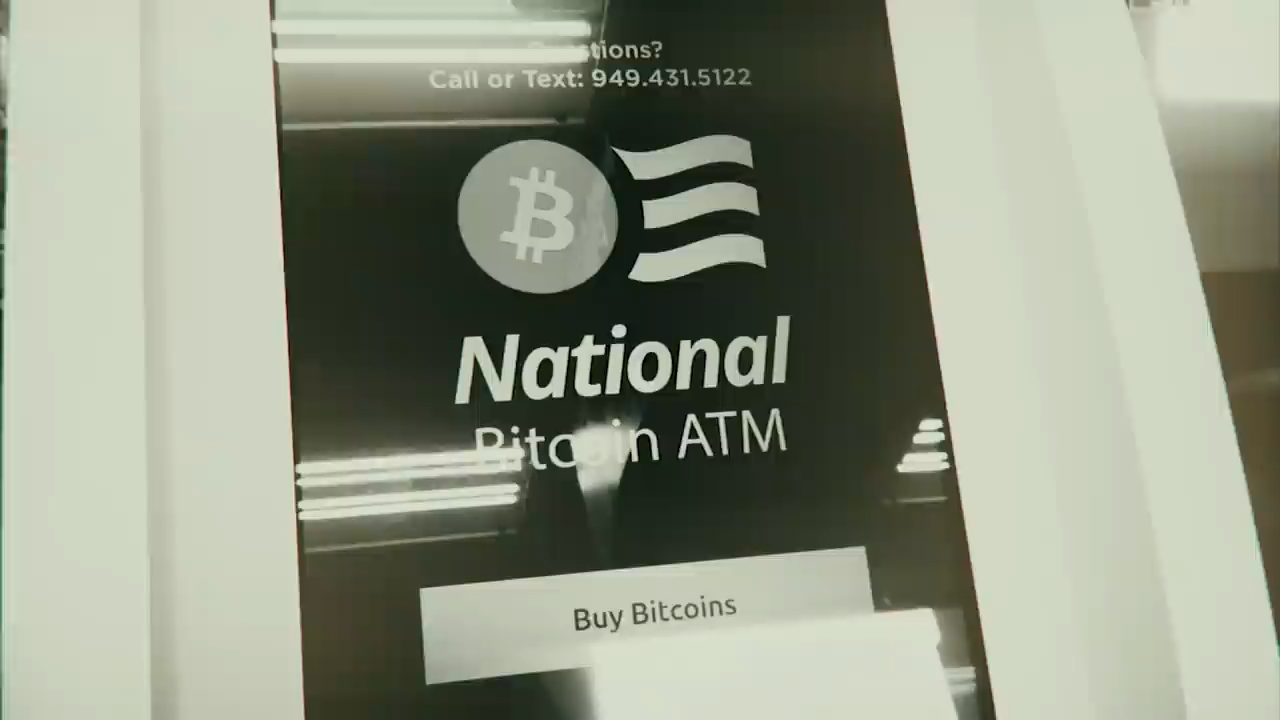 Questions?
Call or Text: 949.431.5122
National
Bitcoin ATM
Buy Bitcoins